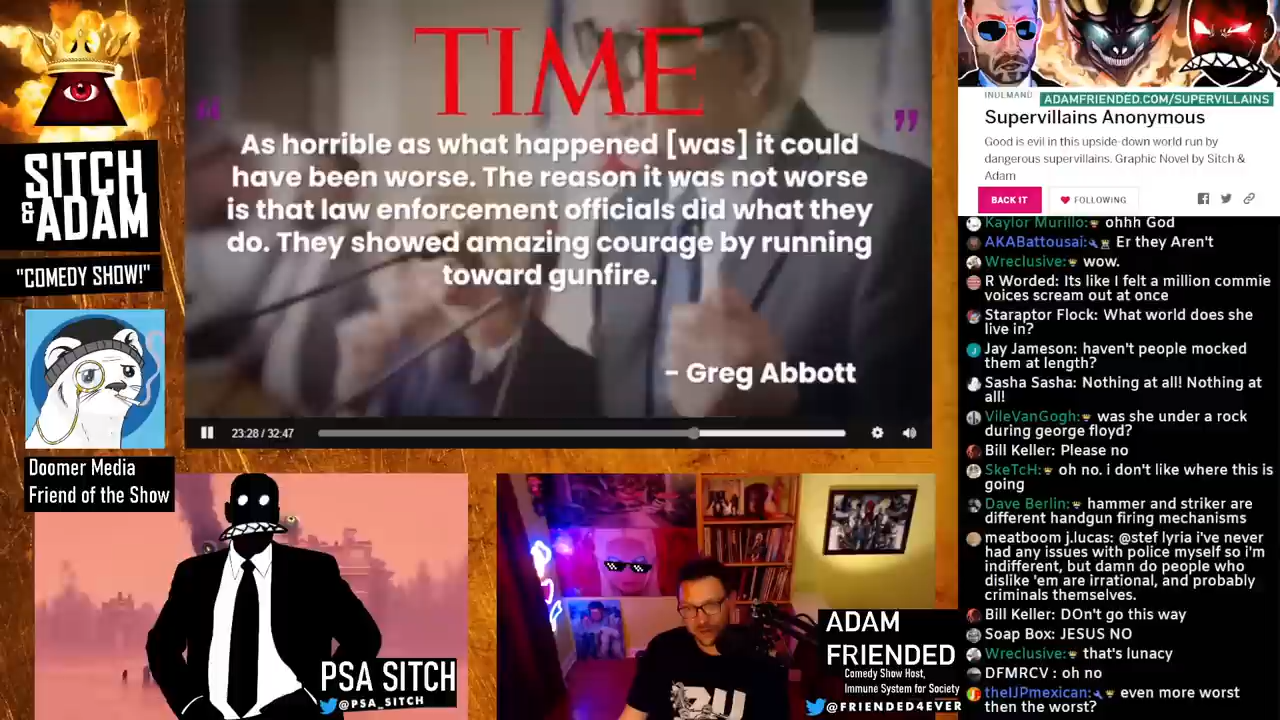 SITCH
& ADAM
"COMEDY SHOW!"
Doomer Media
Friend of the Show
TIME
“
”
As horrible as what happened [was] it could
have been worse. The reason it was not worse
is that law enforcement officials did what they
do. They showed amazing courage by running
toward gunfire.
- Greg Abbott
23:28 / 32:47
PSA SITCH
@PSA_SITCH
ADAM
FRIENDED
Comedy Show Host,
Immune System for Society
@FRIENDED4EVER
INDEMAND
ADAMFRIENDED.COM/SUPERVILLAINS
Supervillains Anonymous
Good is evil in this upside-down world run by
dangerous supervillains. Graphic Novel by Sitch &
Adam
BACK IT
FOLLOWING
Kaylor Murillo: ohhh God
AKABattousai: Er they Aren't
Wreclusive: wow.
R Worded: Its like I felt a million commie
voices scream out at once
Staraptor Flock: What world does she
live in?
J
Jay Jameson: haven't people mocked
them at length?
Sasha Sasha: Nothing at all! Nothing at
all!
VileVanGogh: was she under a rock
during george floyd?
Bill Keller: Please no
SkeTcH: oh no. i don't like where this is
going
Dave Berlin: hammer and striker are
different handgun firing mechanisms
meatboom j.lucas: @stef lyria i've never
had any issues with police myself so i'm
indifferent, but damn do people who
dislike 'em are irrational, and probably
criminals themselves.
Bill Keller: DOn't go this way
Soap Box: JESUS NO
Wreclusive: that's lunacy
DFMRCV : oh no
theIJPmexican: even more worst
then the worst?